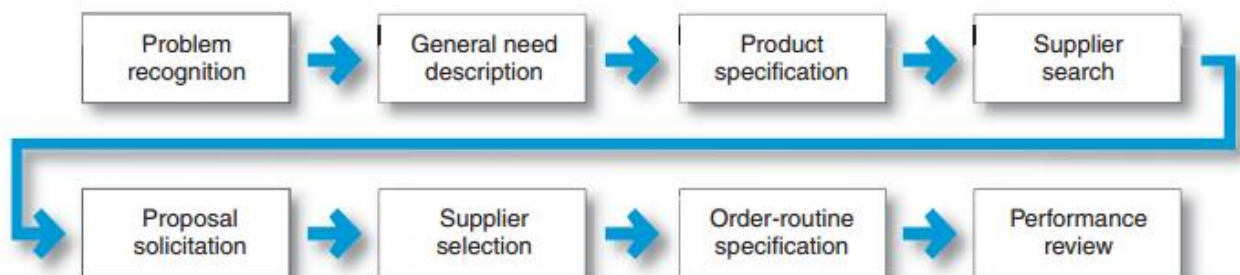 Problem
recognition
General need
description
Product
specification
Supplier
search
Proposal
solicitation
Supplier
selection
Order-routine
specification
Performance
review